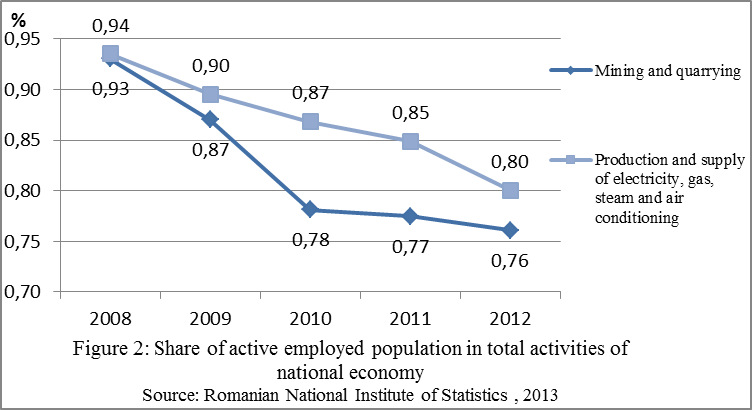 %
0,95
0,90
0,85
0,80
0,75
0,70
0,94
0,90
0,87
0,85
0,80
0,93
0,87
0,78
0,77
0,76
2008 2009 2010 2011 2012
Mining and quarrying
Production and supply
of electricity, gas,
steam and air
conditioning
Figure 2: Share of active employed population in total activities of
national economy
Source: Romanian National Institute of Statistics , 2013